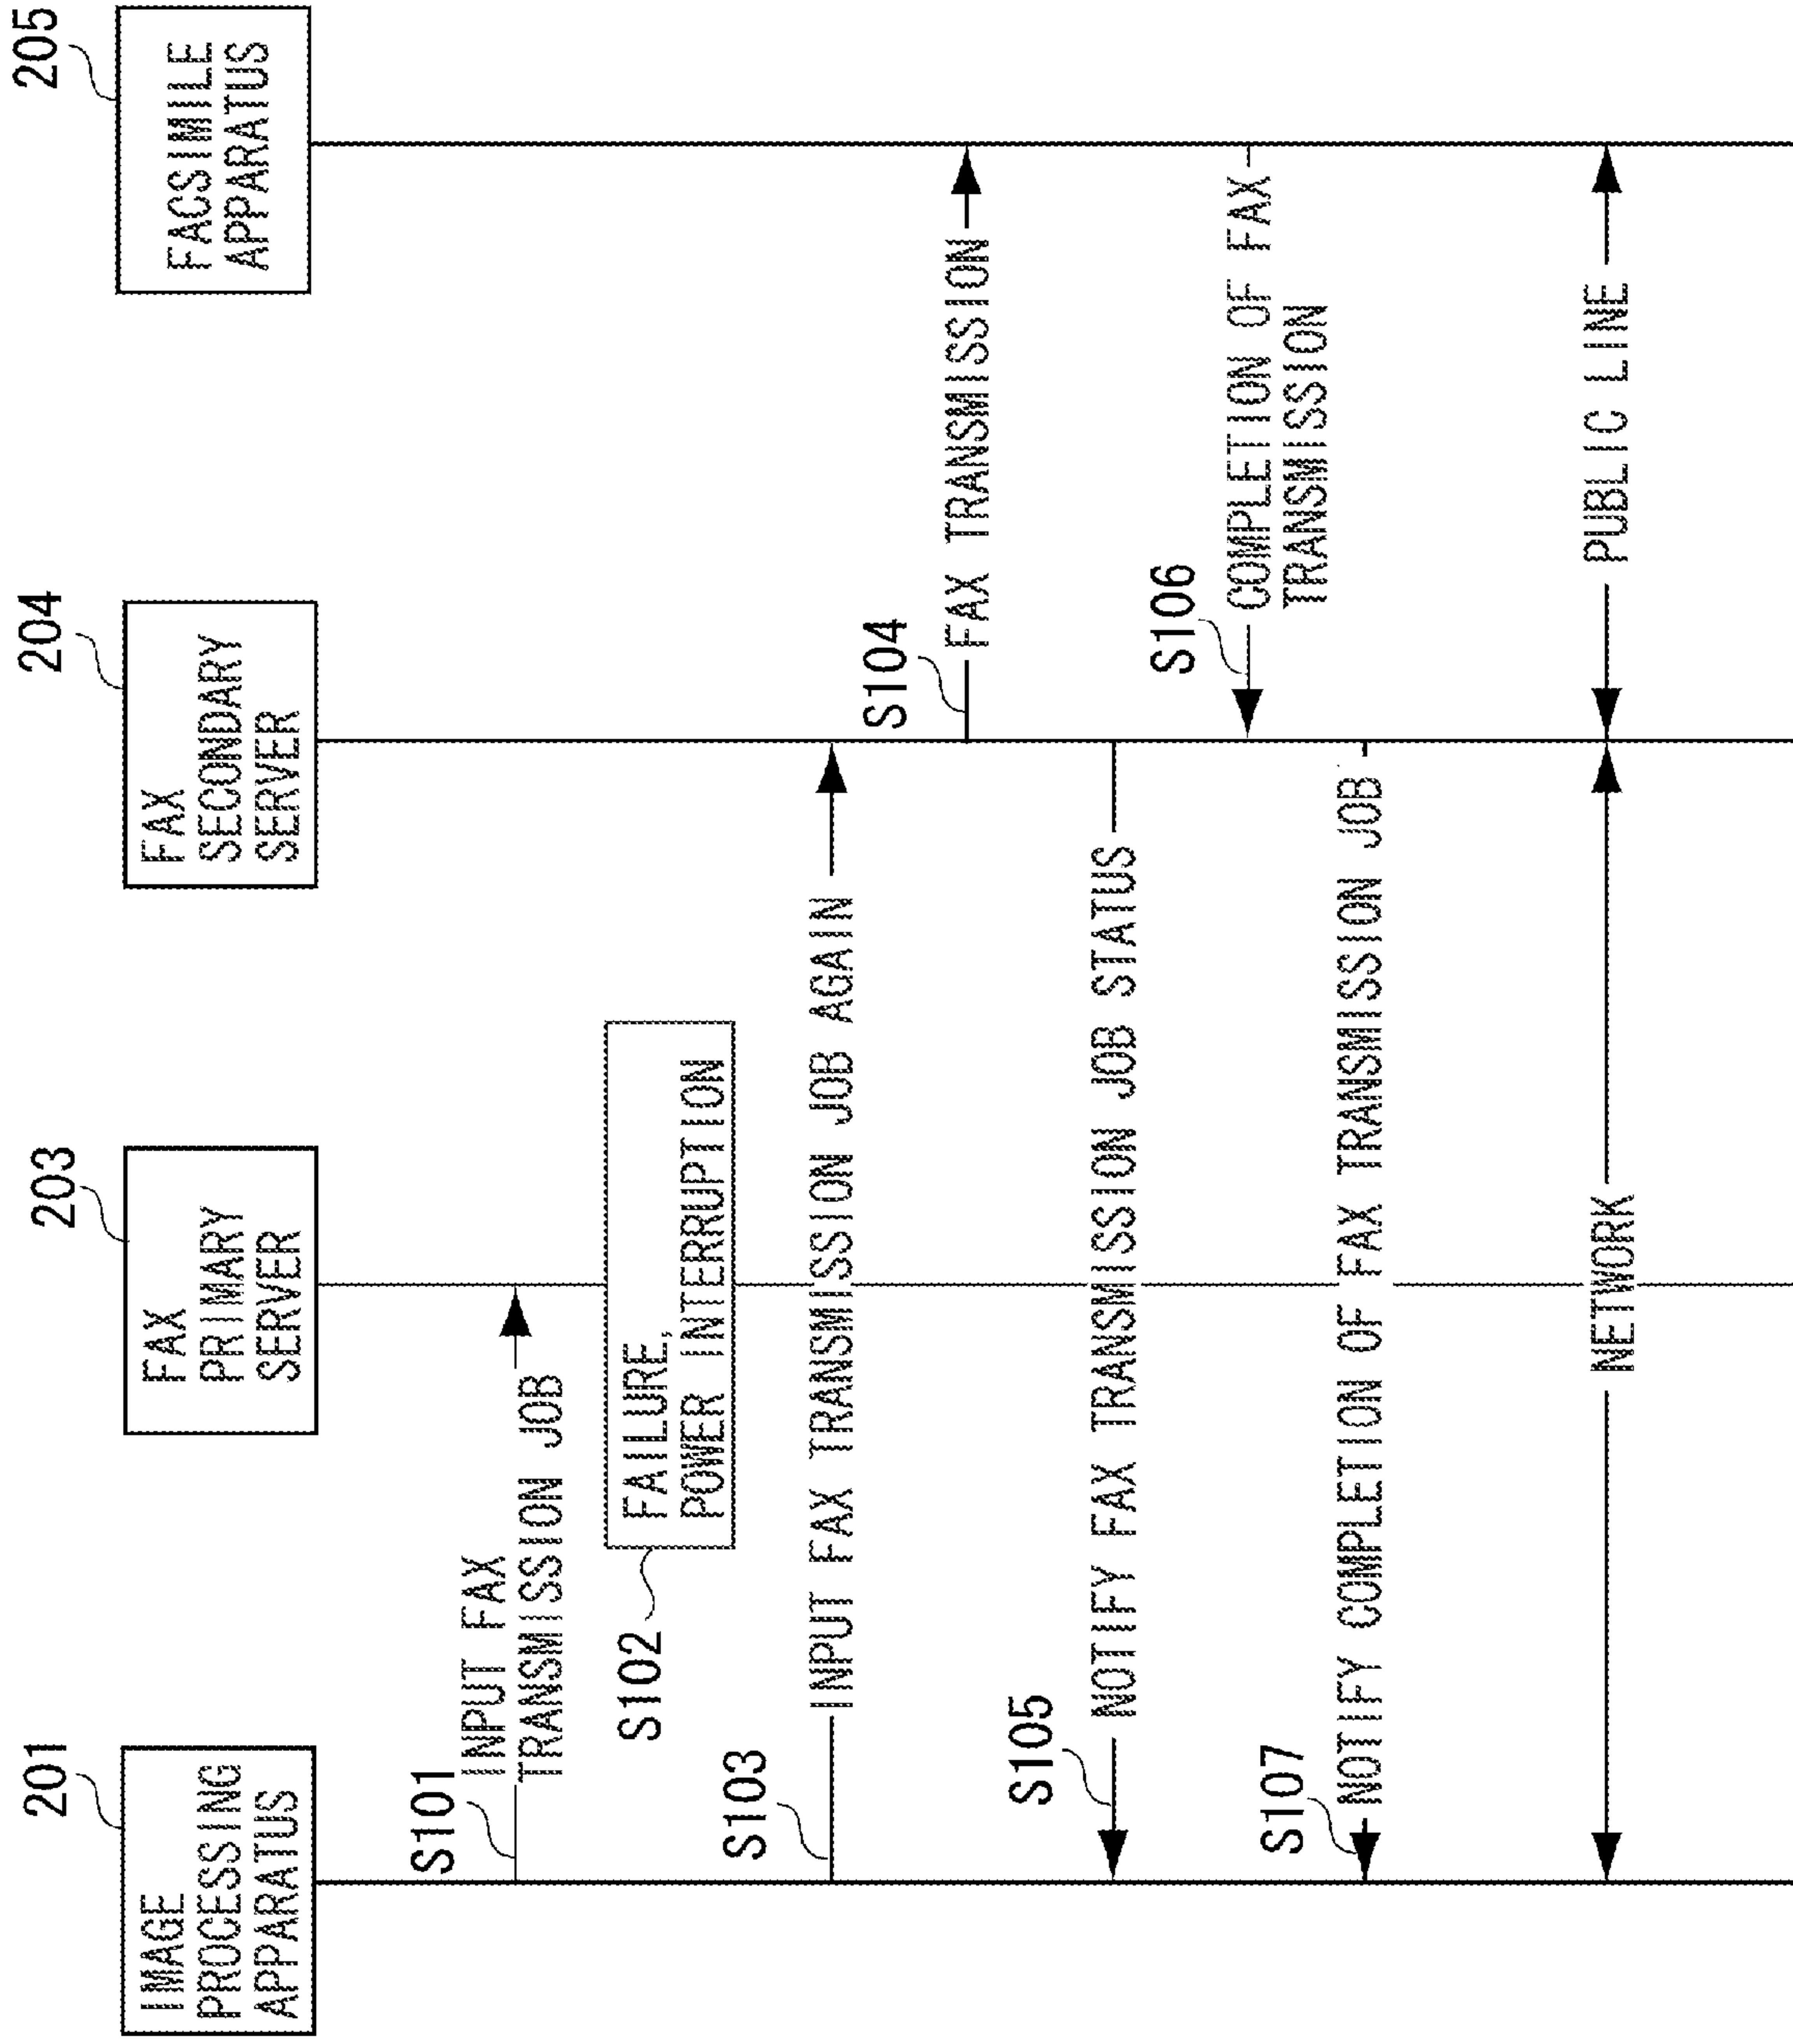 201
IMAGE
PROCESSING
APPARATUS
203
FAX
PRIMARY
SERVER
204
FAX
SECONDARY
SERVER
205
FACSIMILE
APPARATUS
S101
INPUT FAX
TRANSMISSION JOB
S102
FAILURE,
POWER INTERRUPTION
S103
INPUT FAX TRANSMISSION JOB AGAIN
S104
FAX TRANSMISSION
S105
NOTIFY FAX TRANSMISSION JOB STATUS
S106
COMPLETION OF FAX
TRANSMISSION
S107
NOTIFY COMPLETION OF FAX TRANSMISSION JOB
NETWORK
PUBLIC LINE